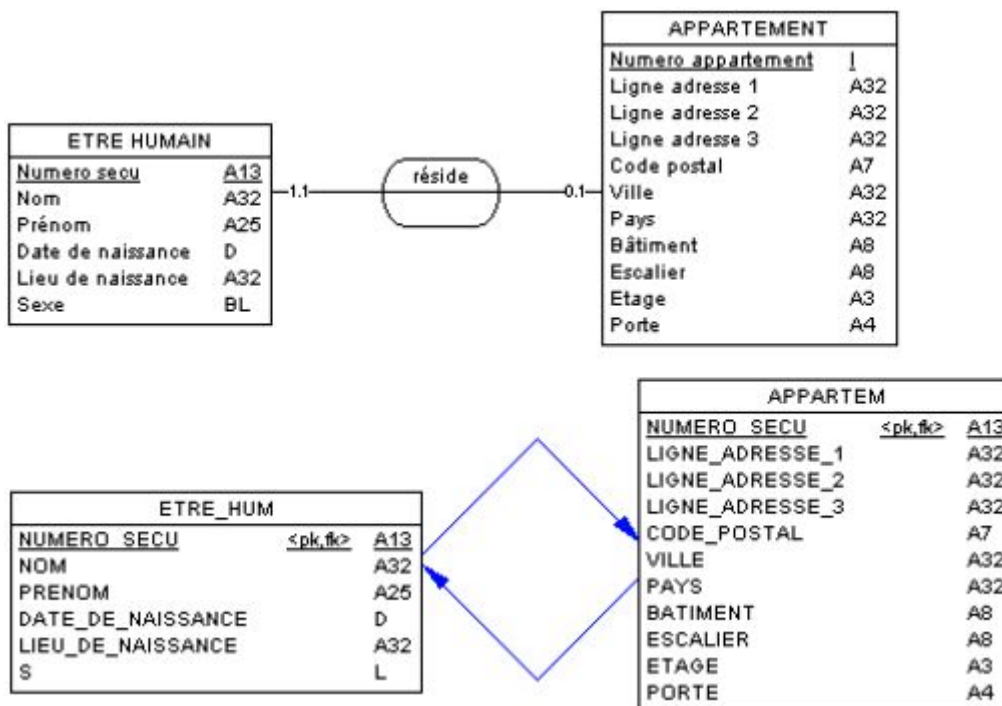 APPARTEMENT
Numero appartement I
Ligne adresse 1 A32
Ligne adresse 2 A32
Ligne adresse 3 A32
Code postal A7
Ville A32
Pays A32
Bâtiment A8
Escalier A8
Etage A3
Porte A4
ETRE HUMAIN
Numero secu A13
Nom A32
Prénom A25
Date de naissance D
Lieu de naissance A32
Sexe BL
1.1
réside
0.1
APPARTEM
NUMERO_SECU <pk,fk> A13
LIGNE_ADRESSE_1 A32
LIGNE_ADRESSE_2 A32
LIGNE_ADRESSE_3 A32
CODE_POSTAL A7
VILLE A32
PAYS A32
BATIMENT A8
ESCALIER A8
ETAGE A3
PORTE A4
ETRE_HUM
NUMERO_SECU <pk,fk> A13
NOM A32
PRENOM A25
DATE_DE_NAISSANCE D
LIEU_DE_NAISSANCE A32
S L